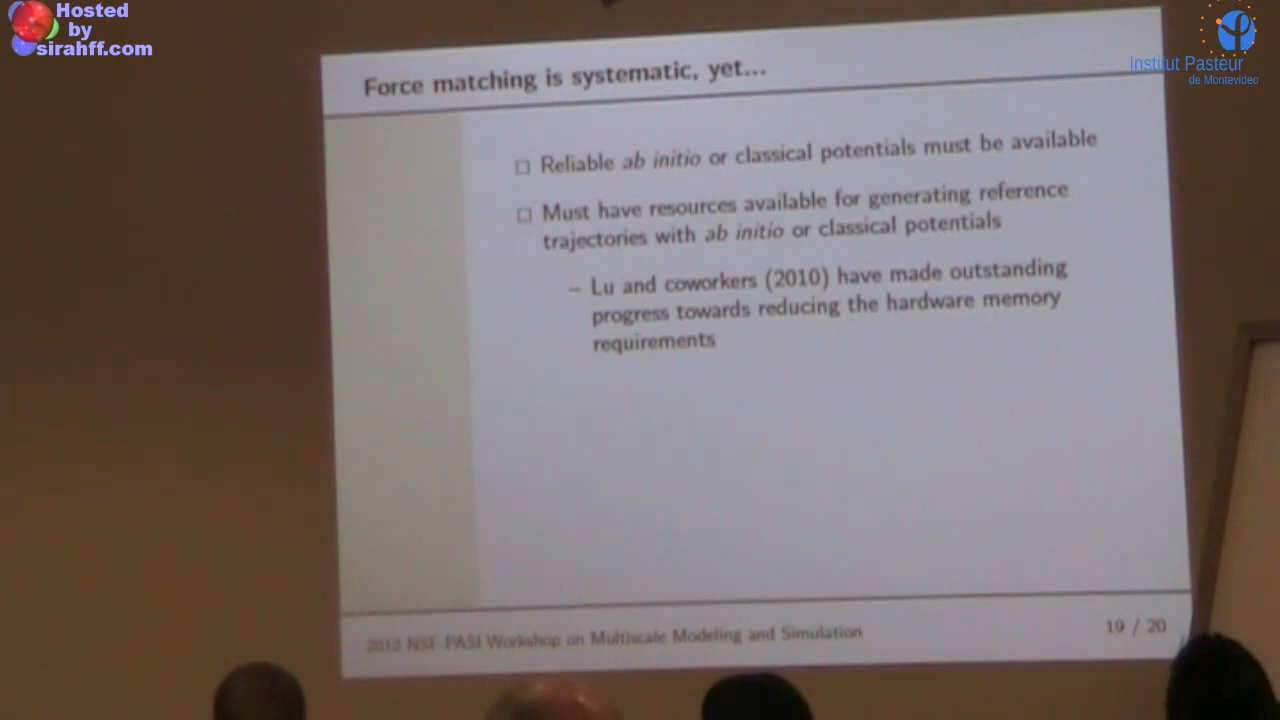 Hosted
by
sirahff.com
Institut Pasteur
de Montevideo
Force matching is systematic, yet...
Reliable ab initio or classical potentials must be available
Must have resources available for generating reference
trajectories with ab initio or classical potentials
– Lu and coworkers (2010) have made outstanding
progress towards reducing the hardware memory
requirements
2012 NSF-PASI Workshop on Multiscale Modeling and Simulation
19 / 20